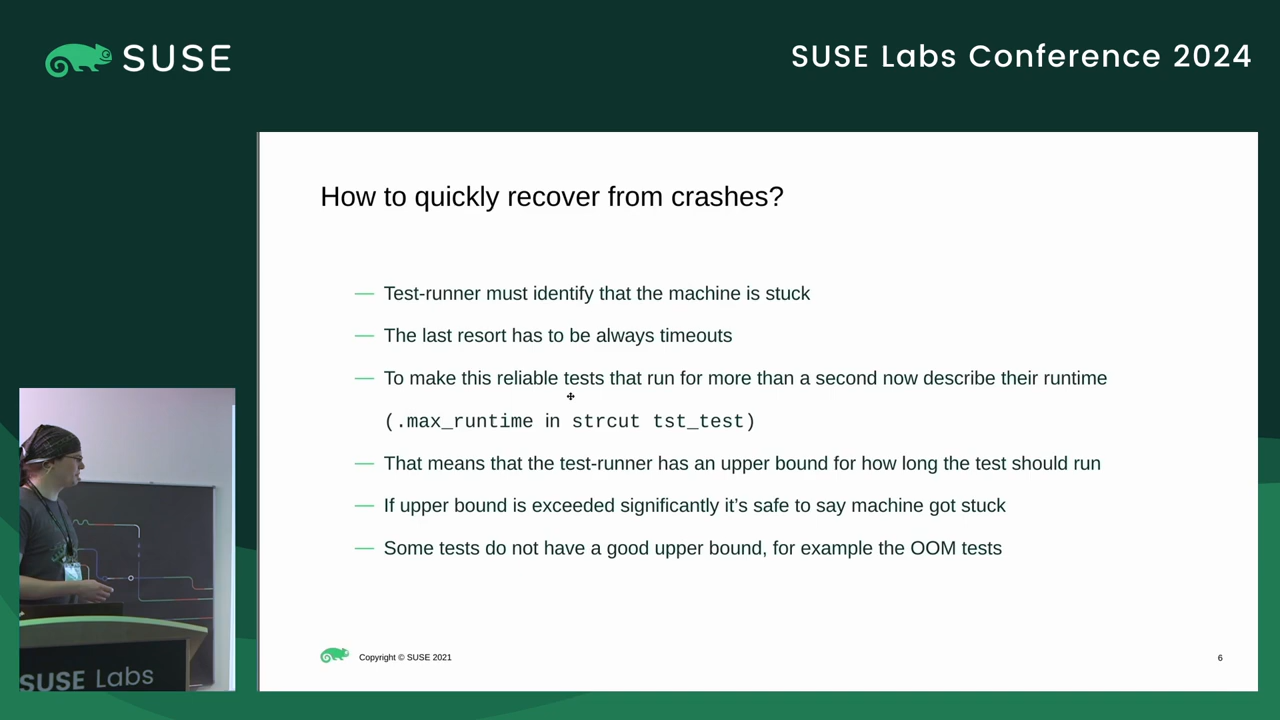 SUSE
SUSE Labs Conference 2024
How to quickly recover from crashes?
— Test-runner must identify that the machine is stuck
— The last resort has to be always timeouts
— To make this reliable tests that run for more than a second now describe their runtime
(.max_runtime in strcut tst_test)
— That means that the test-runner has an upper bound for how long the test should run
— If upper bound is exceeded significantly it’s safe to say machine got stuck
— Some tests do not have a good upper bound, for example the OOM tests
Copyright © SUSE 2021
6
SUSE Labs